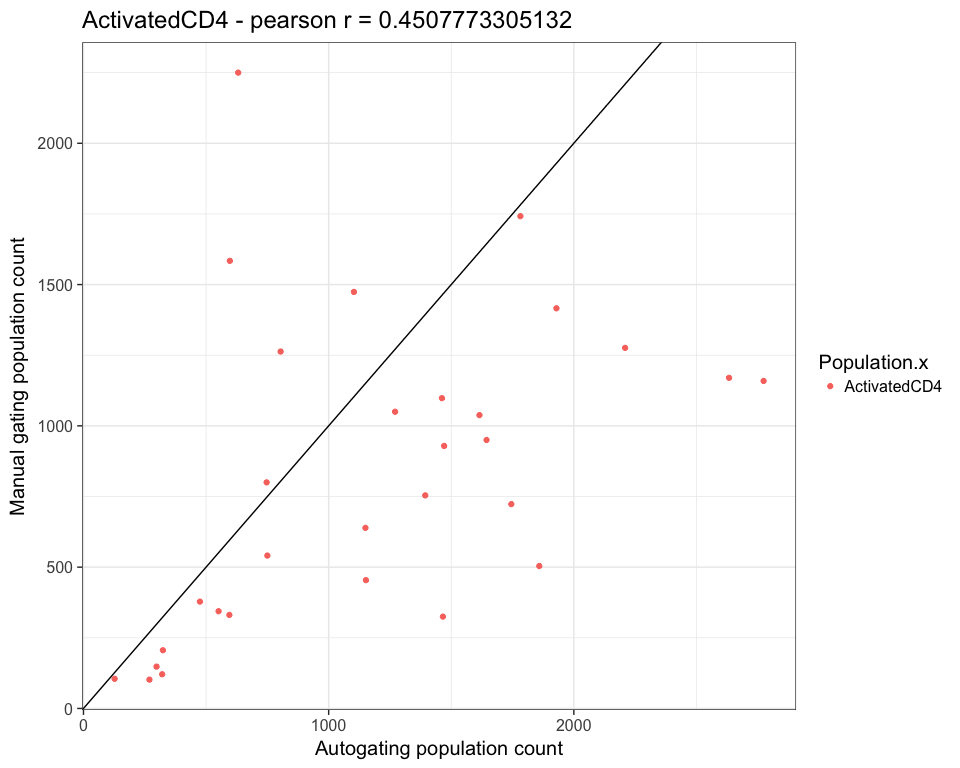 ActivatedCD4 - pearson r = 0.4507773305132
Manual gating population count
2000
1500
1000
500
0
0
1000
2000
Autogating population count
Population.x
ActivatedCD4